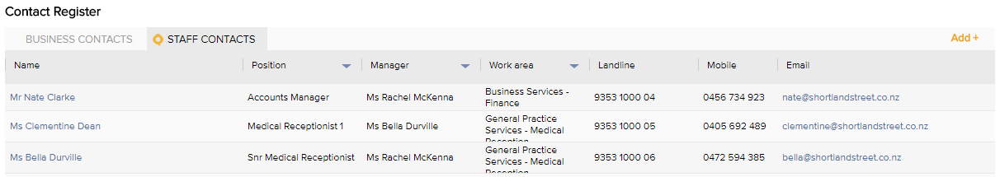 Contact Register
BUSINESS CONTACTS STAFF CONTACTS Add +
Name Position Manager Work area Landline Mobile Email
Mr Nate Clarke Accounts Manager Ms Rachel McKenna Business Services - Finance 9353 1000 04 0456 734 923 nate@shortlandstreet.co.nz
Ms Clementine Dean Medical Receptionist 1 Ms Bella Durville General Practice Services - Medical Reception 9353 1000 05 0405 692 489 clementine@shortlandstreet.co.nz
Ms Bella Durville Snr Medical Receptionist Ms Rachel McKenna General Practice Services - Medical Reception 9353 1000 06 0472 594 385 bella@shortlandstreet.co.nz